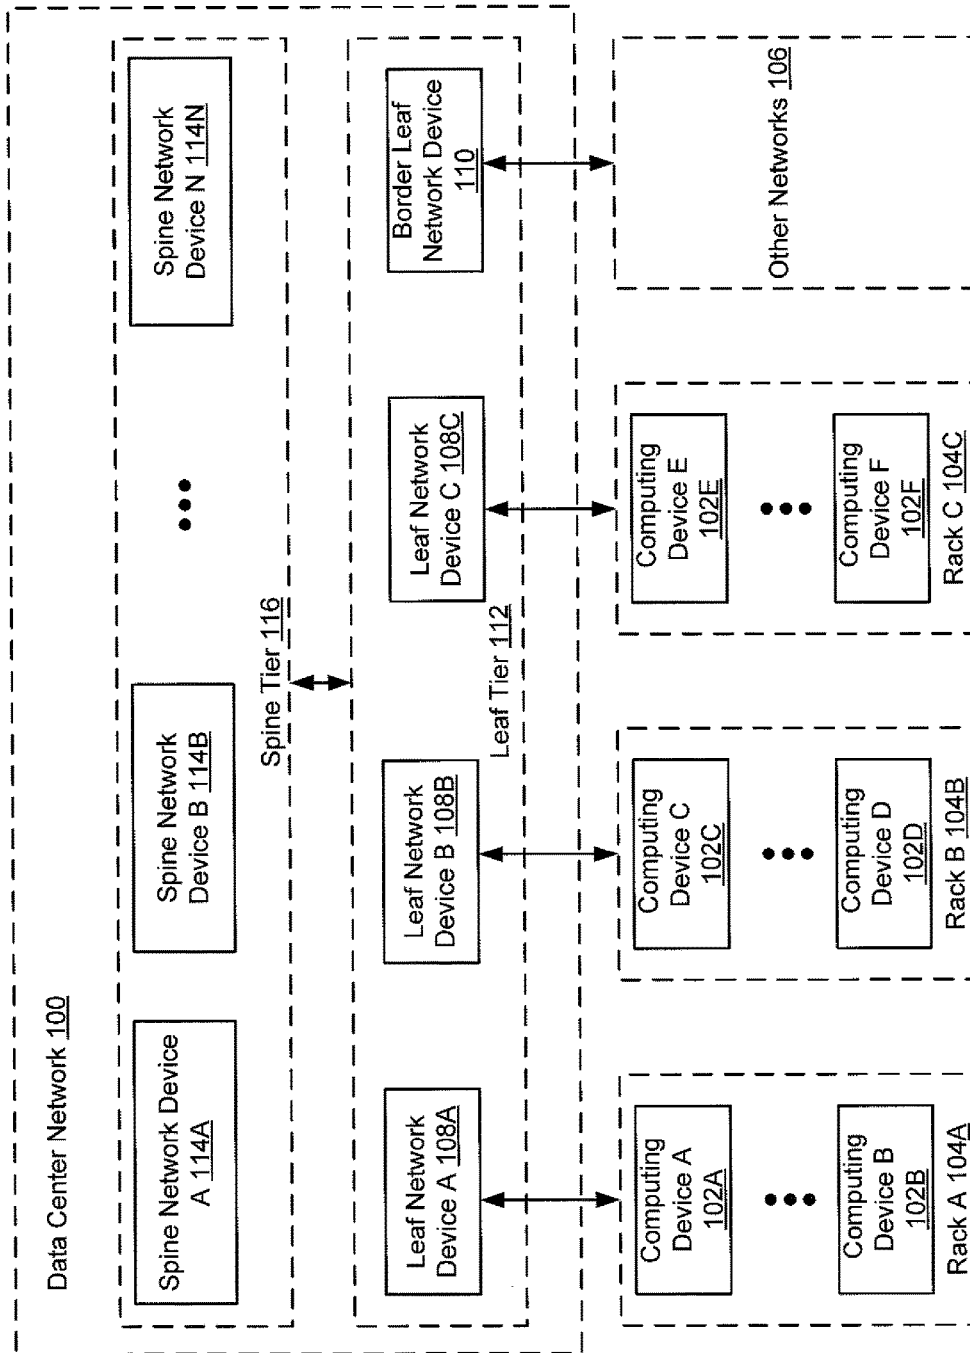 Data Center Network 100
Spine Network Device
A 114A
Spine Network
Device B 114B
Spine Network
Device N 114N
Spine Tier 116
Leaf Network
Device A 108A
Leaf Network
Device B 108B
Leaf Network
Device C 108C
Border Leaf
Network Device
110
Leaf Tier 112
Computing
Device A
102A
Computing
Device B
102B
Rack A 104A
Computing
Device C
102C
Computing
Device D
102D
Rack B 104B
Computing
Device E
102E
Computing
Device F
102F
Rack C 104C
Other Networks 106